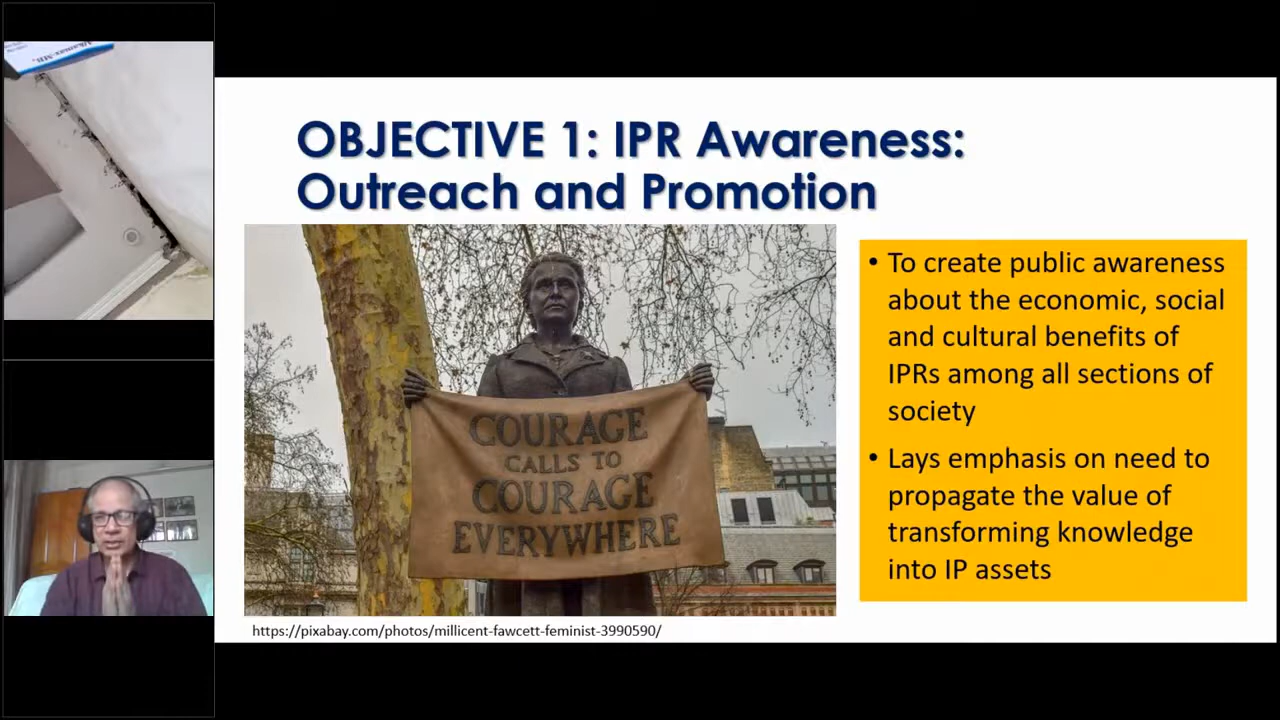 OBJECTIVE 1: IPR Awareness:
Outreach and Promotion
COURAGE
CALLS TO
COURAGE
EVERYWHERE
• To create public awareness
about the economic, social
and cultural benefits of
IPRs among all sections of
society
• Lays emphasis on need to
propagate the value of
transforming knowledge
into IP assets
https://pixabay.com/photos/millicent-fawcett-feminist-3990590/